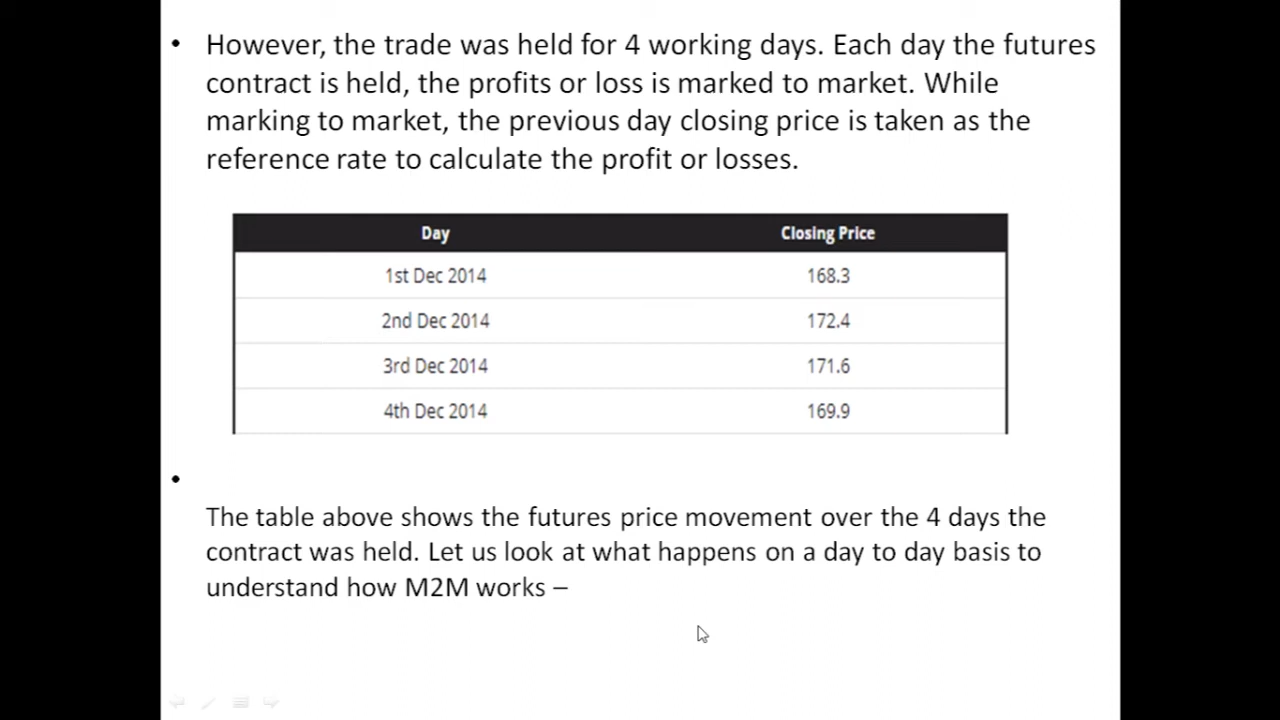 • However, the trade was held for 4 working days. Each day the futures
contract is held, the profits or loss is marked to market. While
marking to market, the previous day closing price is taken as the
reference rate to calculate the profit or losses.
Day Closing Price
1st Dec 2014 168.3
2nd Dec 2014 172.4
3rd Dec 2014 171.6
4th Dec 2014 169.9
•
The table above shows the futures price movement over the 4 days the
contract was held. Let us look at what happens on a day to day basis to
understand how M2M works –